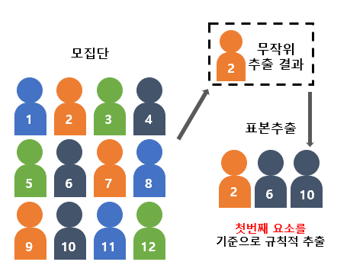 모집단
1 2 3 4
5 6 7 8
9 10 11 12
2
무작위
추출 결과
표본추출
2 6 10
첫번째 요소를
기준으로 규칙적 추출